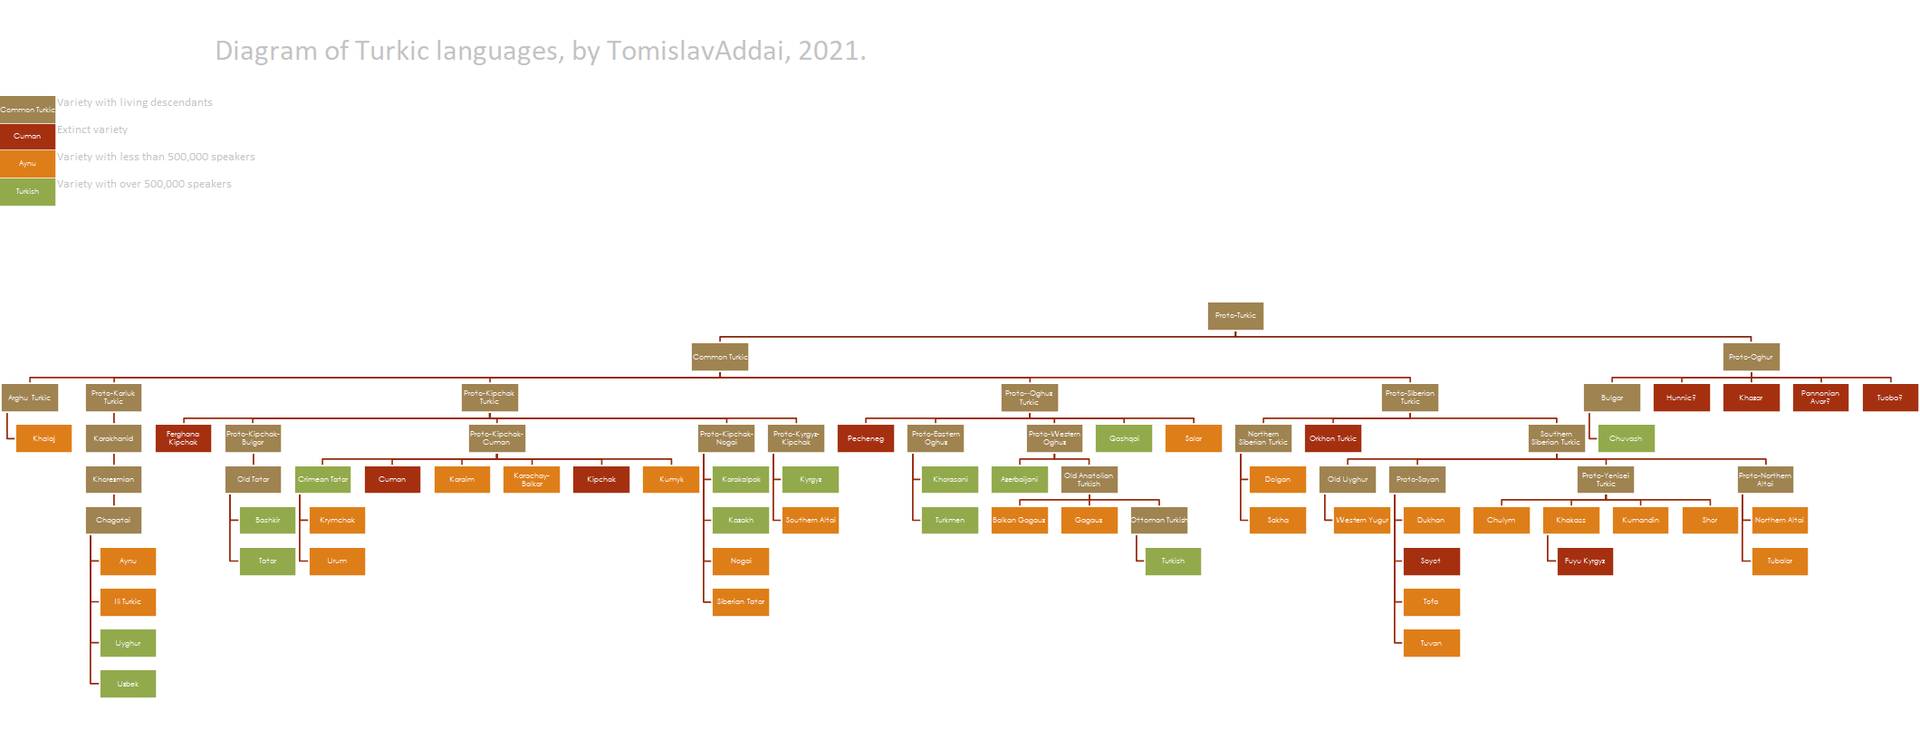 Diagram of Turkic languages, by TomislavAddai, 2021.
Common Turkic
Variety with living descendants
Cuman
Extinct variety
Aynu
Variety with less than 500,000 speakers
Turkish
Variety with over 500,000 speakers
Proto-Turkic
Common Turkic
Proto-Oghur
Arghu Turkic
Proto-Karluk
Turkic
Proto-Kipchak
Turkic
Proto--Oghuz
Turkic
Proto-Siberian
Turkic
Bulgar
Hunnic?
Khazar
Pannonian
Avar?
Tuoba?
Khalaj
Karakhanid
Ferghana
Kipchak
Proto-Kipchak-
Bulgar
Proto-Kipchak-
Cuman
Proto-Kipchak-
Nogai
Proto-Kyrgyz-
Kipchak
Pecheneg
Proto-Eastern
Oghuz
Proto-Western
Oghuz
Qashqai
Salar
Northern
Siberian Turkic
Orkhon Turkic
Southern
Siberian Turkic
Chuvash
Khorezmian
Old Tatar
Crimean Tatar
Cuman
Karaim
Karachay-
Balkar
Kipchak
Kumyk
Karakalpak
Kyrgyz
Khorasani
Azerbaijani
Old Anatolian
Turkish
Dolgan
Old Uyghur
Proto-Sayan
Proto-Yenisei
Turkic
Proto-Northern
Altai
Chagatai
Bashkir
Krymchak
Kazakh
Southern Altai
Turkmen
Balkan Gagauz
Gagauz
Ottoman Turkish
Sakha
Western Yugur
Dukhan
Chulym
Khakass
Kumandin
Shor
Northern Altai
Aynu
Tatar
Urum
Nogai
Turkish
Soyot
Fuyu Kyrgyz
Tubalar
Ili Turkic
Siberian Tatar
Tofa
Uyghur
Tuvan
Uzbek